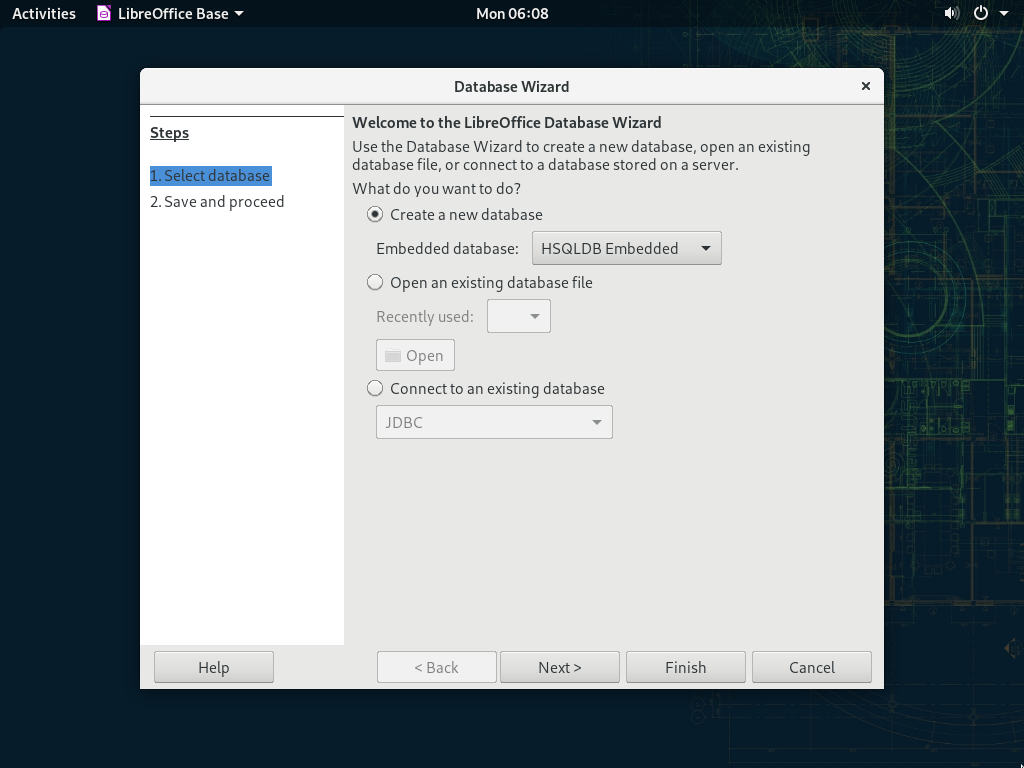 Activities LibreOffice Base Mon 06:08
Database Wizard
Steps
1. Select database
2. Save and proceed
Welcome to the LibreOffice Database Wizard
Use the Database Wizard to create a new database, open an existing
database file, or connect to a database stored on a server.
What do you want to do?
Create a new database
Embedded database: HSQLDB Embedded
Open an existing database file
Recently used:
Open
Connect to an existing database
JDBC
Help < Back Next > Finish Cancel